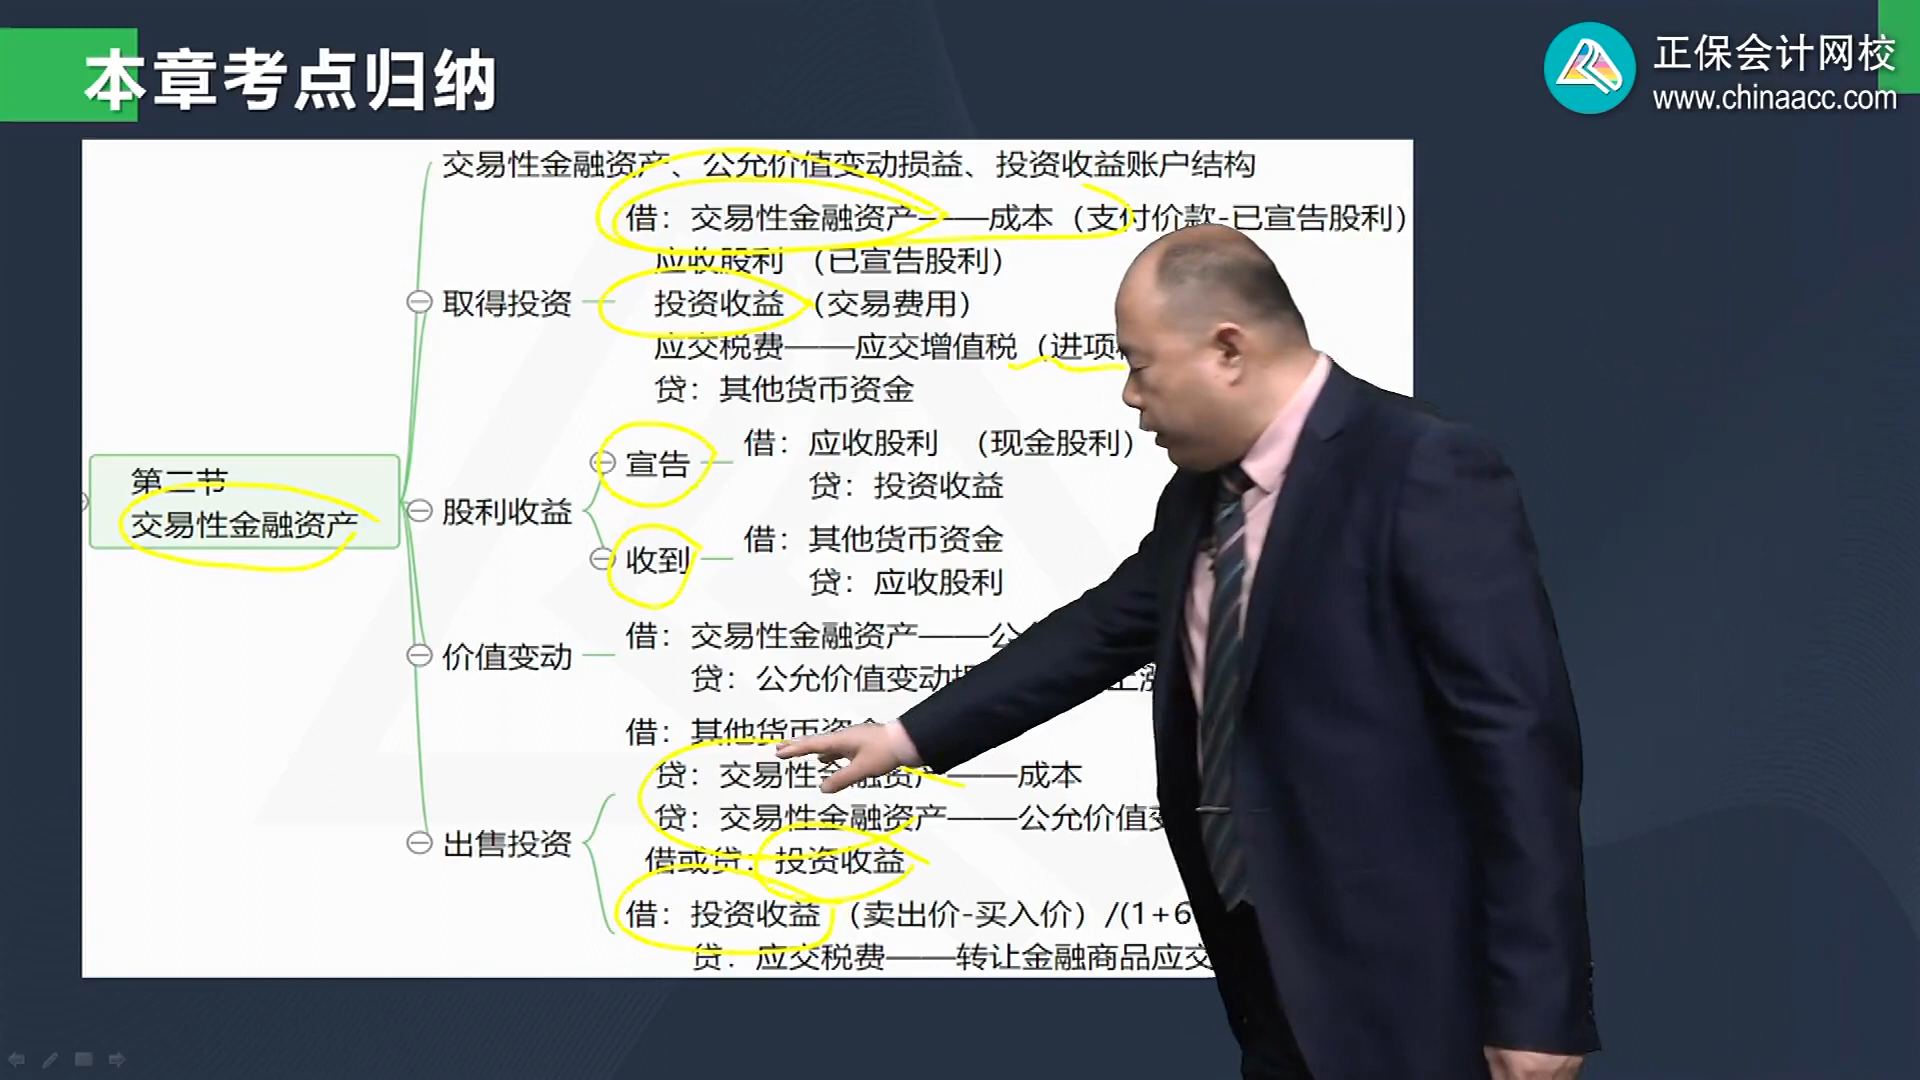 本章考点归纳
正保会计网校
www.chinaacc.com
交易性金融资产、公允价值变动损益、投资收益账户结构
借：交易性金融资产——成本（支付价款-已宣告股利）
应收股利（已宣告股利）
取得投资
投资收益（交易费用）
应交税费——应交增值税（进项
贷：其他货币资金
宣告
借：应收股利（现金股利）
贷：投资收益
第二节
交易性金融资产
股利收益
收到
借：其他货币资金
贷：应收股利
价值变动
借：交易性金融资产——
贷：公允价值变动
借：其他货币资
贷：交易性金融资产——成本
贷：交易性金融资产——公允价值
出售投资
借或贷：投资收益
借：投资收益（卖出价-买入价）/(1+6
贷：应交税费——转让金融商品应交